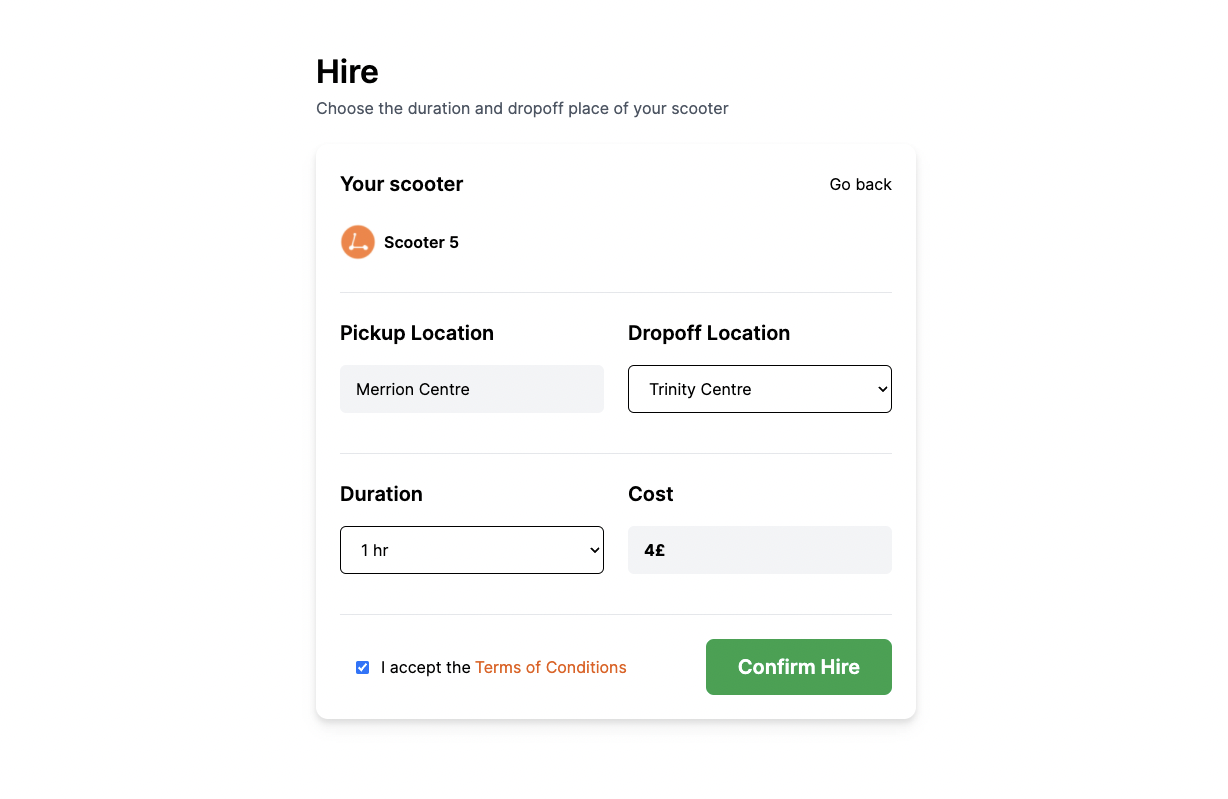 Hire
Choose the duration and dropoff place of your scooter
Your scooter
Go back
Scooter 5
Pickup Location
Dropoff Location
Merrion Centre
Trinity Centre
Duration
Cost
1 hr
4£
I accept the Terms of Conditions
Confirm Hire